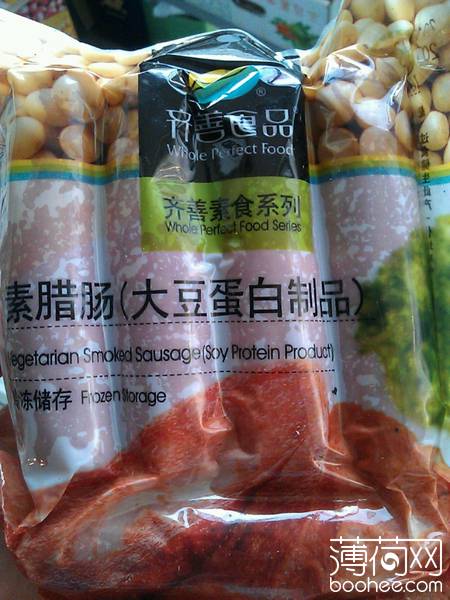 ®
齐善食品
Whole Perfect Food
齐善素食系列
Whole Perfect Food Series
素腊肠(大豆蛋白制品)
Vegetarian Smoked Sausage(Soy Protein Product)
冷冻储存 Frozen Storage
薄荷网
boohee.com